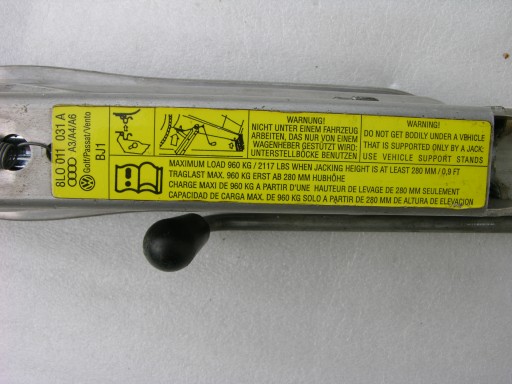 8L0 011 031 A
A3/A4/A6
Golf/Passat/Vento
BJ1
WARNUNG!
NICHT UNTER EINEM FAHRZEUG
ARBEITEN, DAS NUR VON EINEM
WAGENHEBER GESTÜTZT WIRD:
UNTERSTELLBÖCKE BENUTZEN
WARNING!
DO NOT GET BODILY UNDER A VEHICLE
THAT IS SUPPORTED ONLY BY A JACK:
USE VEHICLE SUPPORT STANDS
MAXIMUM LOAD 960 KG / 2117 LBS WHEN JACKING HEIGHT IS AT LEAST 280 MM / 0,9 FT
TRAGLAST MAX. 960 KG ERST AB 280 MM HUBHÖHE
CHARGE MAXI DE 960 KG A PARTIR D'UNE HAUTEUR DE LEVAGE DE 280 MM SEULEMENT
CAPACIDAD DE CARGA MAX. DE 960 KG SOLO A PARTIR DE 280 MM DE ALTURA DE ELEVACION